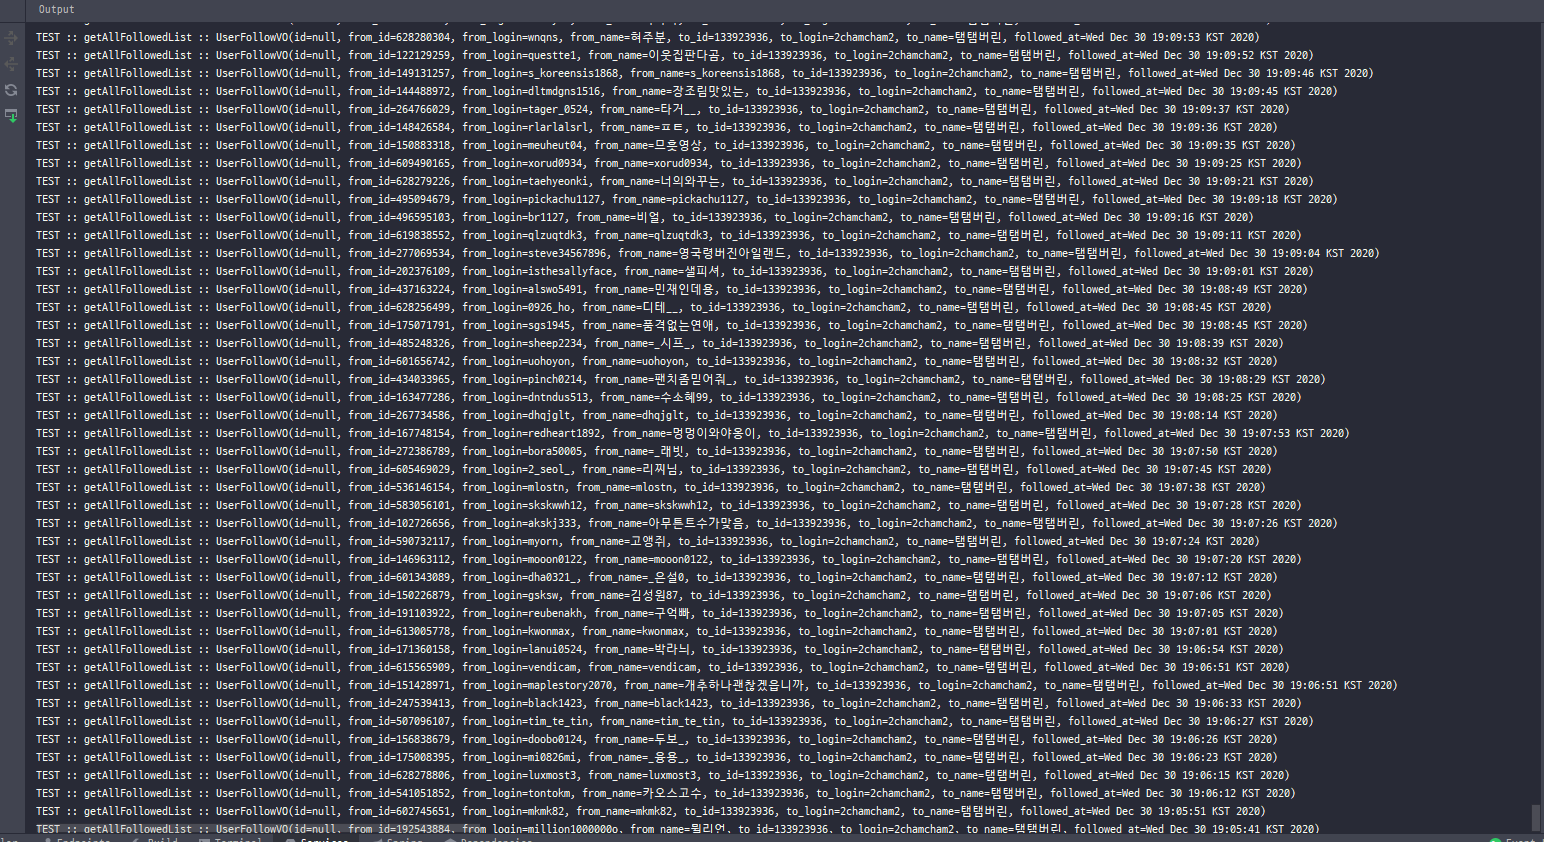 Output
TEST :: getAllFollowedList :: UserFollowVO(id=null, from_id=628280304, from_login=wnqns, from_name=혀주분, to_id=133923936, to_login=2chamcham2, to_name=탬탬버린, followed_at=Wed Dec 30 19:09:53 KST 2020)
TEST :: getAllFollowedList :: UserFollowVO(id=null, from_id=122129259, from_login=questte1, from_name=이웃집판다곰, to_id=133923936, to_login=2chamcham2, to_name=탬탬버린, followed_at=Wed Dec 30 19:09:52 KST 2020)
TEST :: getAllFollowedList :: UserFollowVO(id=null, from_id=149131257, from_login=s_koreensis1868, from_name=s_koreensis1868, to_id=133923936, to_login=2chamcham2, to_name=탬탬버린, followed_at=Wed Dec 30 19:09:46 KST 2020)
TEST :: getAllFollowedList :: UserFollowVO(id=null, from_id=144488972, from_login=dltmdgns1516, from_name=장조림맛있는, to_id=133923936, to_login=2chamcham2, to_name=탬탬버린, followed_at=Wed Dec 30 19:09:45 KST 2020)
TEST :: getAllFollowedList :: UserFollowVO(id=null, from_id=264766029, from_login=tager_0524, from_name=타거__, to_id=133923936, to_login=2chamcham2, to_name=탬탬버린, followed_at=Wed Dec 30 19:09:37 KST 2020)
TEST :: getAllFollowedList :: UserFollowVO(id=null, from_id=148426584, from_login=rlarlalsrl, from_name=ㅍㅌ, to_id=133923936, to_login=2chamcham2, to_name=탬탬버린, followed_at=Wed Dec 30 19:09:36 KST 2020)
TEST :: getAllFollowedList :: UserFollowVO(id=null, from_id=150883318, from_login=meuheut04, from_name=므흣영상, to_id=133923936, to_login=2chamcham2, to_name=탬탬버린, followed_at=Wed Dec 30 19:09:35 KST 2020)
TEST :: getAllFollowedList :: UserFollowVO(id=null, from_id=609490165, from_login=xorud0934, from_name=xorud0934, to_id=133923936, to_login=2chamcham2, to_name=탬탬버린, followed_at=Wed Dec 30 19:09:25 KST 2020)
TEST :: getAllFollowedList :: UserFollowVO(id=null, from_id=628279226, from_login=taehyeonki, from_name=너의와꾸는, to_id=133923936, to_login=2chamcham2, to_name=탬탬버린, followed_at=Wed Dec 30 19:09:21 KST 2020)
TEST :: getAllFollowedList :: UserFollowVO(id=null, from_id=495094679, from_login=pickachu1127, from_name=pickachu1127, to_id=133923936, to_login=2chamcham2, to_name=탬탬버린, followed_at=Wed Dec 30 19:09:18 KST 2020)
TEST :: getAllFollowedList :: UserFollowVO(id=null, from_id=496595103, from_login=br1127, from_name=비얼, to_id=133923936, to_login=2chamcham2, to_name=탬탬버린, followed_at=Wed Dec 30 19:09:16 KST 2020)
TEST :: getAllFollowedList :: UserFollowVO(id=null, from_id=619838552, from_login=qlzuqtdk3, from_name=qlzuqtdk3, to_id=133923936, to_login=2chamcham2, to_name=탬탬버린, followed_at=Wed Dec 30 19:09:11 KST 2020)
TEST :: getAllFollowedList :: UserFollowVO(id=null, from_id=277069534, from_login=steve34567896, from_name=영국령버진아일랜드, to_id=133923936, to_login=2chamcham2, to_name=탬탬버린, followed_at=Wed Dec 30 19:09:04 KST 2020)
TEST :: getAllFollowedList :: UserFollowVO(id=null, from_id=202376109, from_login=isthesallyface, from_name=샐피셔, to_id=133923936, to_login=2chamcham2, to_name=탬탬버린, followed_at=Wed Dec 30 19:09:01 KST 2020)
TEST :: getAllFollowedList :: UserFollowVO(id=null, from_id=437163224, from_login=alswo5491, from_name=민재인데용, to_id=133923936, to_login=2chamcham2, to_name=탬탬버린, followed_at=Wed Dec 30 19:08:49 KST 2020)
TEST :: getAllFollowedList :: UserFollowVO(id=null, from_id=628256499, from_login=0926_ho, from_name=디테__, to_id=133923936, to_login=2chamcham2, to_name=탬탬버린, followed_at=Wed Dec 30 19:08:45 KST 2020)
TEST :: getAllFollowedList :: UserFollowVO(id=null, from_id=175071791, from_login=sgs1945, from_name=품격없는연애, to_id=133923936, to_login=2chamcham2, to_name=탬탬버린, followed_at=Wed Dec 30 19:08:45 KST 2020)
TEST :: getAllFollowedList :: UserFollowVO(id=null, from_id=485248326, from_login=sheep2234, from_name=_시프_, to_id=133923936, to_login=2chamcham2, to_name=탬탬버린, followed_at=Wed Dec 30 19:08:39 KST 2020)
TEST :: getAllFollowedList :: UserFollowVO(id=null, from_id=601656742, from_login=uohoyon, from_name=uohoyon, to_id=133923936, to_login=2chamcham2, to_name=탬탬버린, followed_at=Wed Dec 30 19:08:32 KST 2020)
TEST :: getAllFollowedList :: UserFollowVO(id=null, from_id=434033965, from_login=pinch0214, from_name=팬치좀믿어줘_, to_id=133923936, to_login=2chamcham2, to_name=탬탬버린, followed_at=Wed Dec 30 19:08:29 KST 2020)
TEST :: getAllFollowedList :: UserFollowVO(id=null, from_id=163477286, from_login=dntndus513, from_name=수소혜99, to_id=133923936, to_login=2chamcham2, to_name=탬탬버린, followed_at=Wed Dec 30 19:08:25 KST 2020)
TEST :: getAllFollowedList :: UserFollowVO(id=null, from_id=267734586, from_login=dhqjglt, from_name=dhqjglt, to_id=133923936, to_login=2chamcham2, to_name=탬탬버린, followed_at=Wed Dec 30 19:08:14 KST 2020)
TEST :: getAllFollowedList :: UserFollowVO(id=null, from_id=167748154, from_login=redheart1892, from_name=멍멍이와야옹이, to_id=133923936, to_login=2chamcham2, to_name=탬탬버린, followed_at=Wed Dec 30 19:07:53 KST 2020)
TEST :: getAllFollowedList :: UserFollowVO(id=null, from_id=272386789, from_login=bora50005, from_name=_래빗, to_id=133923936, to_login=2chamcham2, to_name=탬탬버린, followed_at=Wed Dec 30 19:07:50 KST 2020)
TEST :: getAllFollowedList :: UserFollowVO(id=null, from_id=605469029, from_login=2_seol_, from_name=리찌님, to_id=133923936, to_login=2chamcham2, to_name=탬탬버린, followed_at=Wed Dec 30 19:07:45 KST 2020)
TEST :: getAllFollowedList :: UserFollowVO(id=null, from_id=536146154, from_login=mlostn, from_name=mlostn, to_id=133923936, to_login=2chamcham2, to_name=탬탬버린, followed_at=Wed Dec 30 19:07:38 KST 2020)
TEST :: getAllFollowedList :: UserFollowVO(id=null, from_id=583056101, from_login=skskwwh12, from_name=skskwwh12, to_id=133923936, to_login=2chamcham2, to_name=탬탬버린, followed_at=Wed Dec 30 19:07:28 KST 2020)
TEST :: getAllFollowedList :: UserFollowVO(id=null, from_id=102726656, from_login=akskj333, from_name=아무튼트수가맞음, to_id=133923936, to_login=2chamcham2, to_name=탬탬버린, followed_at=Wed Dec 30 19:07:26 KST 2020)
TEST :: getAllFollowedList :: UserFollowVO(id=null, from_id=590732117, from_login=myorn, from_name=고앵쥐, to_id=133923936, to_login=2chamcham2, to_name=탬탬버린, followed_at=Wed Dec 30 19:07:24 KST 2020)
TEST :: getAllFollowedList :: UserFollowVO(id=null, from_id=146963112, from_login=mooon0122, from_name=mooon0122, to_id=133923936, to_login=2chamcham2, to_name=탬탬버린, followed_at=Wed Dec 30 19:07:20 KST 2020)
TEST :: getAllFollowedList :: UserFollowVO(id=null, from_id=601343089, from_login=dha0321_, from_name=_은설0, to_id=133923936, to_login=2chamcham2, to_name=탬탬버린, followed_at=Wed Dec 30 19:07:12 KST 2020)
TEST :: getAllFollowedList :: UserFollowVO(id=null, from_id=150226879, from_login=gsksw, from_name=김성원87, to_id=133923936, to_login=2chamcham2, to_name=탬탬버린, followed_at=Wed Dec 30 19:07:06 KST 2020)
TEST :: getAllFollowedList :: UserFollowVO(id=null, from_id=191103922, from_login=reubenakh, from_name=구억빠, to_id=133923936, to_login=2chamcham2, to_name=탬탬버린, followed_at=Wed Dec 30 19:07:05 KST 2020)
TEST :: getAllFollowedList :: UserFollowVO(id=null, from_id=613005778, from_login=kwonmax, from_name=kwonmax, to_id=133923936, to_login=2chamcham2, to_name=탬탬버린, followed_at=Wed Dec 30 19:07:01 KST 2020)
TEST :: getAllFollowedList :: UserFollowVO(id=null, from_id=171360158, from_login=lanui0524, from_name=박라늬, to_id=133923936, to_login=2chamcham2, to_name=탬탬버린, followed_at=Wed Dec 30 19:06:54 KST 2020)
TEST :: getAllFollowedList :: UserFollowVO(id=null, from_id=615565909, from_login=vendicam, from_name=vendicam, to_id=133923936, to_login=2chamcham2, to_name=탬탬버린, followed_at=Wed Dec 30 19:06:51 KST 2020)
TEST :: getAllFollowedList :: UserFollowVO(id=null, from_id=151428971, from_login=maplestory2070, from_name=개추하나괜찮겠읍니까, to_id=133923936, to_login=2chamcham2, to_name=탬탬버린, followed_at=Wed Dec 30 19:06:51 KST 2020)
TEST :: getAllFollowedList :: UserFollowVO(id=null, from_id=247539413, from_login=black1423, from_name=black1423, to_id=133923936, to_login=2chamcham2, to_name=탬탬버린, followed_at=Wed Dec 30 19:06:33 KST 2020)
TEST :: getAllFollowedList :: UserFollowVO(id=null, from_id=507096107, from_login=tim_te_tin, from_name=tim_te_tin, to_id=133923936, to_login=2chamcham2, to_name=탬탬버린, followed_at=Wed Dec 30 19:06:27 KST 2020)
TEST :: getAllFollowedList :: UserFollowVO(id=null, from_id=156838679, from_login=doobo0124, from_name=두보_, to_id=133923936, to_login=2chamcham2, to_name=탬탬버린, followed_at=Wed Dec 30 19:06:26 KST 2020)
TEST :: getAllFollowedList :: UserFollowVO(id=null, from_id=175008395, from_login=mi0826mi, from_name=_융융_, to_id=133923936, to_login=2chamcham2, to_name=탬탬버린, followed_at=Wed Dec 30 19:06:23 KST 2020)
TEST :: getAllFollowedList :: UserFollowVO(id=null, from_id=628278806, from_login=luxmost3, from_name=luxmost3, to_id=133923936, to_login=2chamcham2, to_name=탬탬버린, followed_at=Wed Dec 30 19:06:15 KST 2020)
TEST :: getAllFollowedList :: UserFollowVO(id=null, from_id=541051852, from_login=tontokm, from_name=카오스고수, to_id=133923936, to_login=2chamcham2, to_name=탬탬버린, followed_at=Wed Dec 30 19:06:12 KST 2020)
TEST :: getAllFollowedList :: UserFollowVO(id=null, from_id=602745651, from_login=mkmk82, from_name=mkmk82, to_id=133923936, to_login=2chamcham2, to_name=탬탬버린, followed_at=Wed Dec 30 19:05:51 KST 2020)
TEST :: getAllFollowedList :: UserFollowVO(id=null, from_id=192543884, from_login=million1000000o, from_name=뮐리언, to_id=133923936, to_login=2chamcham2, to_name=탬탬버린, followed_at=Wed Dec 30 19:05:41 KST 2020)
Endpoints Build Terminal Services Spring Dependencies Event